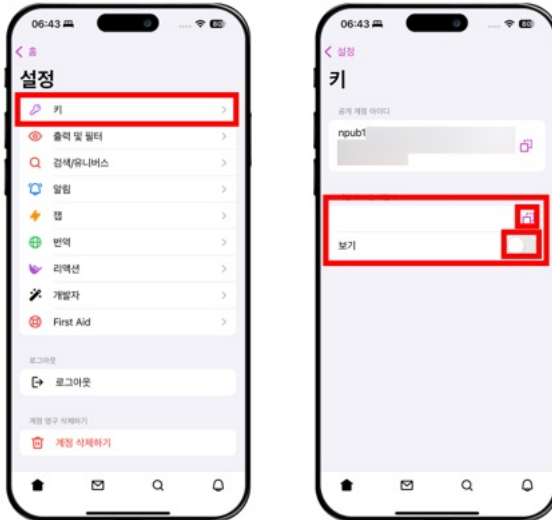 06:43
60
홈
설정
키
출력 및 필터
검색/유니버스
알림
잽
번역
리액션
개발자
First Aid
로그아웃
로그아웃
계정 영구 삭제하기
계정 삭제하기
06:43
60
설정
키
공개 계정 아이디
npub1
보기